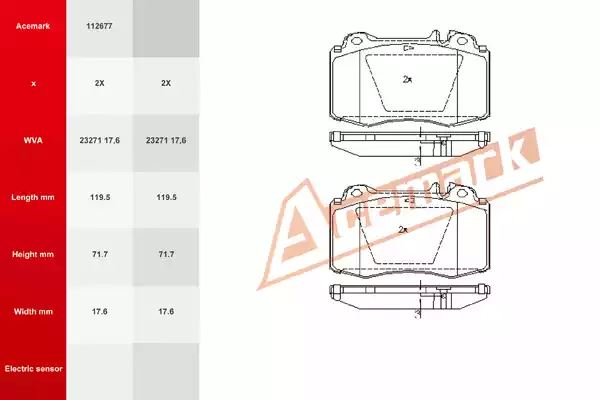 Acemark 112677
x 2X 2X
WVA 23271 17,6 23271 17,6
Length mm 119.5 119.5
Height mm 71.7 71.7
Width mm 17.6 17.6
Electric sensor
2x
2x
Acemark